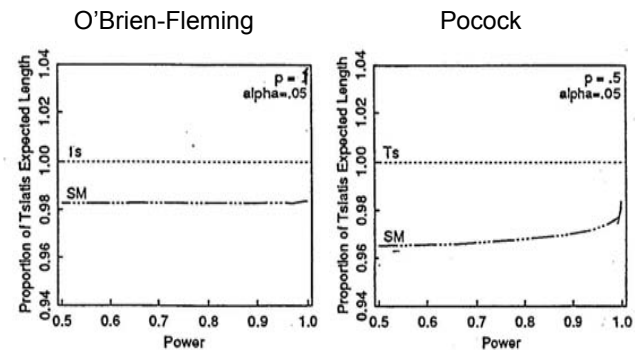 O'Brien-Fleming
Pocock
Proportion of Tsiatis Expected Length
0.94 0.96 0.98 1.00 1.02 1.04
p = 1
alpha=.05
Ts
SM
0.5 0.6 0.7 0.8 0.9 1.0
Power
Proportion of Tsiatis Expected Length
0.94 0.96 0.98 1.00 1.02 1.04
p = .5
alpha=.05
Ts
SM
0.5 0.6 0.7 0.8 0.9 1.0
Power